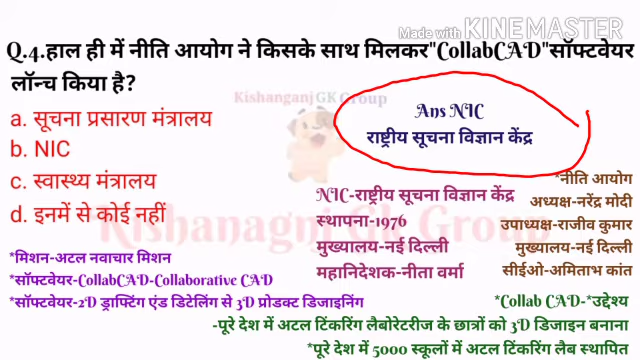 Made with KINEMASTER
Q.4.हाल ही में नीति आयोग ने किसके साथ मिलकर"CollabCAD"सॉफ्टवेयर
लॉन्च किया है?
Kishanganj GK Group
a. सूचना प्रसारण मंत्रालय
b. NIC
c. स्वास्थ्य मंत्रालय
d. इनमें से कोई नहीं
Ans NIC
राष्ट्रीय सूचना विज्ञान केंद्र
NIC-राष्ट्रीय सूचना विज्ञान केंद्र
स्थापना-1976
मुख्यालय-नई दिल्ली
महानिदेशक-नीता वर्मा
*नीति आयोग
अध्यक्ष-नरेंद्र मोदी
उपाध्यक्ष-राजीव कुमार
मुख्यालय-नई दिल्ली
सीईओ-अमिताभ कांत
Kishanagnj GK Group
*मिशन-अटल नवाचार मिशन
*सॉफ्टवेयर-CollabCAD-Collaborative CAD
*सॉफ्टवेयर-2D ड्राफ्टिंग एंड डिटेलिंग से 3D प्रोडक्ट डिजाइनिंग
*Collab CAD-*उद्देश्य
-पूरे देश में अटल टिंकरिंग लैबोरेटरीज के छात्रों को 3D डिजाइन बनाना
*पूरे देश में 5000 स्कूलों में अटल टिंकरिंग लैब स्थापित